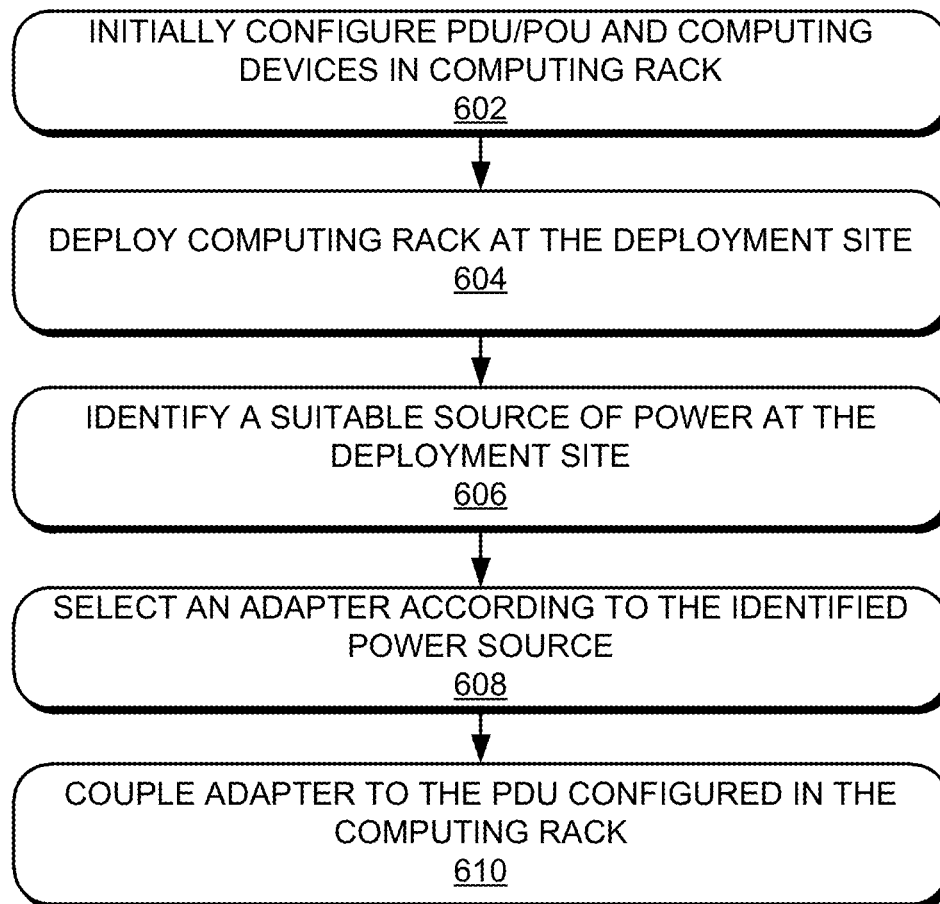 INITIALLY CONFIGURE PDU/POU AND COMPUTING
DEVICES IN COMPUTING RACK
602
DEPLOY COMPUTING RACK AT THE DEPLOYMENT SITE
604
IDENTIFY A SUITABLE SOURCE OF POWER AT THE
DEPLOYMENT SITE
606
SELECT AN ADAPTER ACCORDING TO THE IDENTIFIED
POWER SOURCE
608
COUPLE ADAPTER TO THE PDU CONFIGURED IN THE
COMPUTING RACK
610